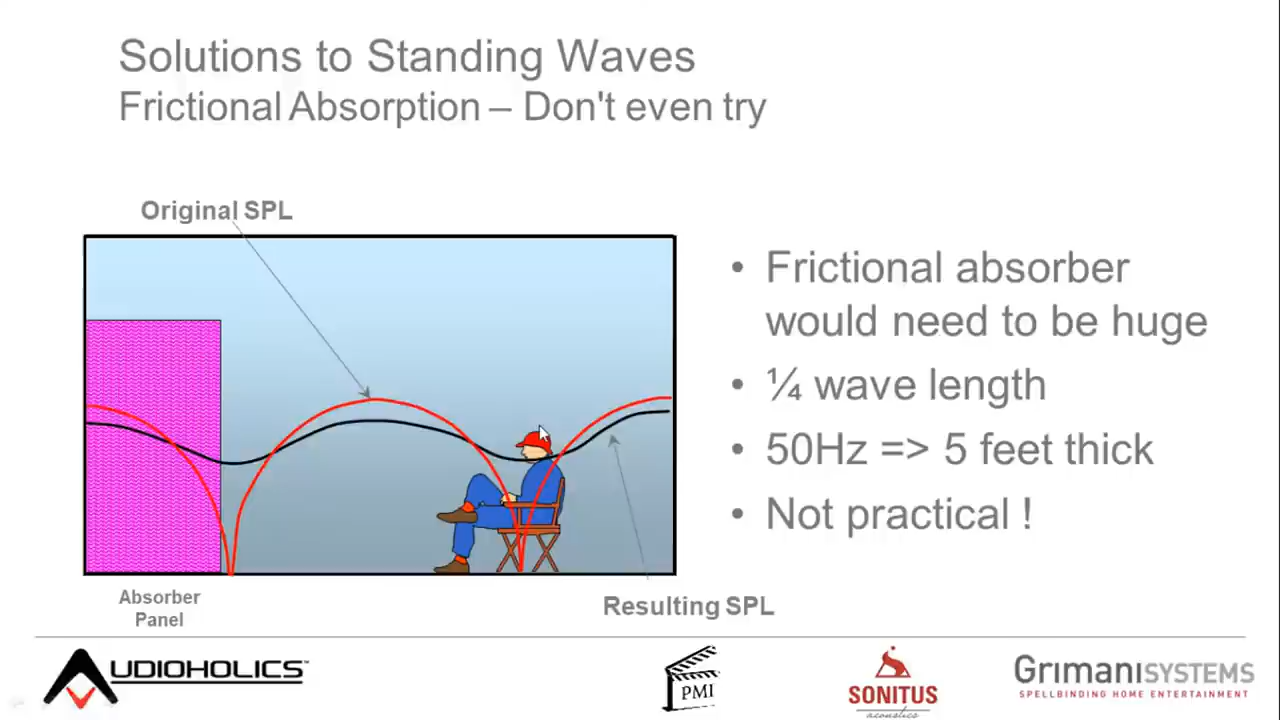 Solutions to Standing Waves
Frictional Absorption – Don't even try
Original SPL
• Frictional absorber
would need to be huge
• ¼ wave length
• 50Hz => 5 feet thick
• Not practical !
Absorber
Panel
Resulting SPL
AUDIOHOLICS™
PMI
SONITUS
acoustics
GRIMANISYSTEMS
SPELLBINDING HOME ENTERTAINMENT